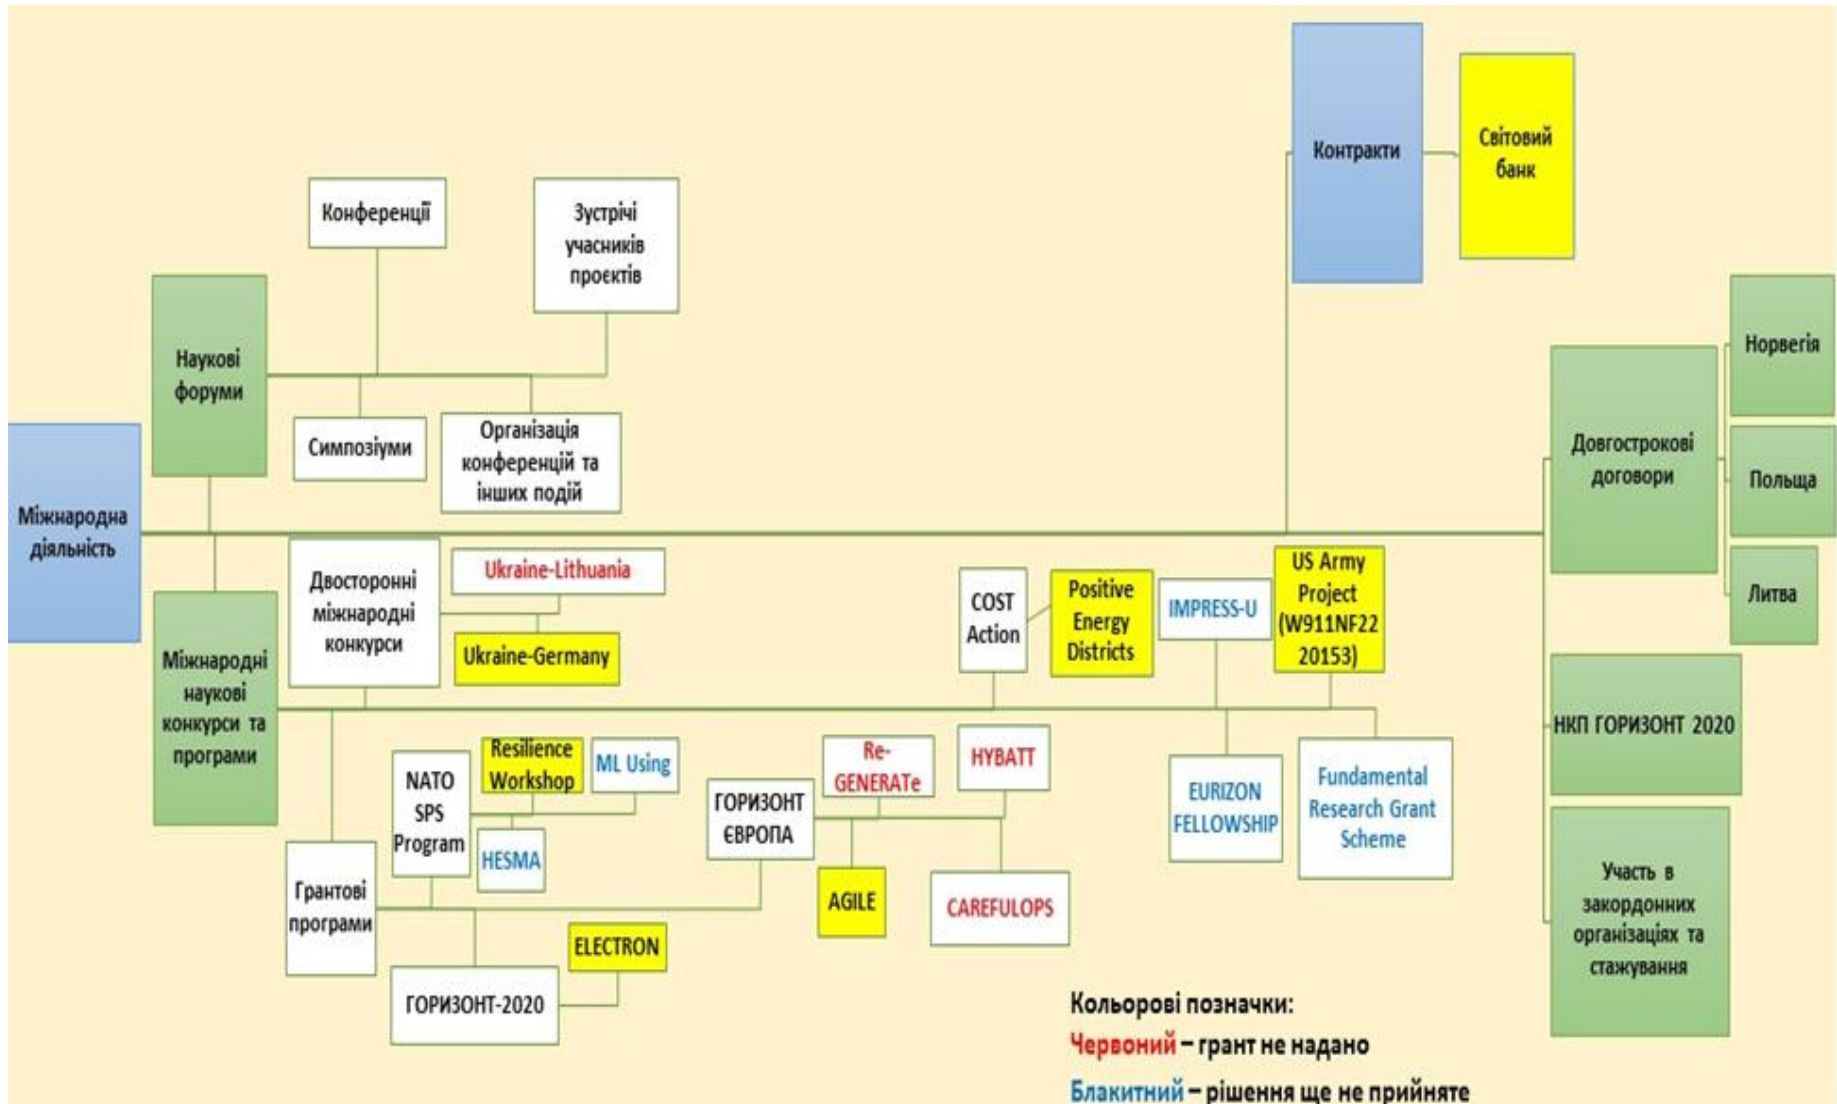 Контракти
Світовий
банк
Конференції
Зустрічі
учасників
проєктів
Наукові
форуми
Симпозіуми
Організація
конференцій та
інших подій
Норвегія
Довгострокові
договори
Польща
Литва
Міжнародна
діяльність
Двосторонні
міжнародні
конкурси
Ukraine-Lithuania
Ukraine-Germany
COST
Action
Positive
Energy
Districts
IMPRESS-U
US Army
Project
(W911NF22
20153)
Міжнародні
наукові
конкурси та
програми
НКП ГОРИЗОНТ 2020
NATO
SPS
Program
Resilience
Workshop
ML Using
HESMA
ГОРИЗОНТ
ЄВРОПА
Re-
GENERATe
HYBATT
AGILE
CAREFULOPS
EURIZON
FELLOWSHIP
Fundamental
Research Grant
Scheme
Грантові
програми
ELECTRON
ГОРИЗОНТ-2020
Участь в
закордонних
організаціях та
стажування
Кольорові позначки:
Червоний – грант не надано
Блакитний – рішення ще не прийняте